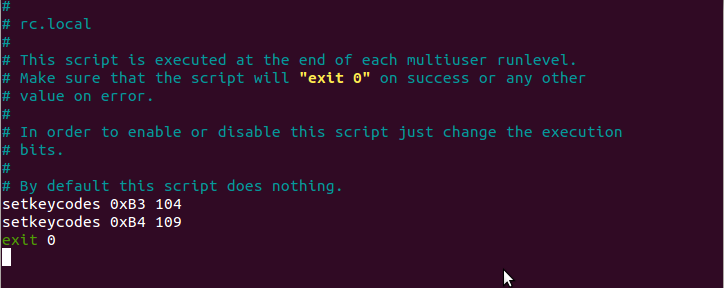 #
# rc.local
#
# This script is executed at the end of each multiuser runlevel.
# Make sure that the script will "exit 0" on success or any other
# value on error.
#
# In order to enable or disable this script just change the execution
# bits.
#
# By default this script does nothing.
setkeycodes 0xB3 104
setkeycodes 0xB4 109
exit 0